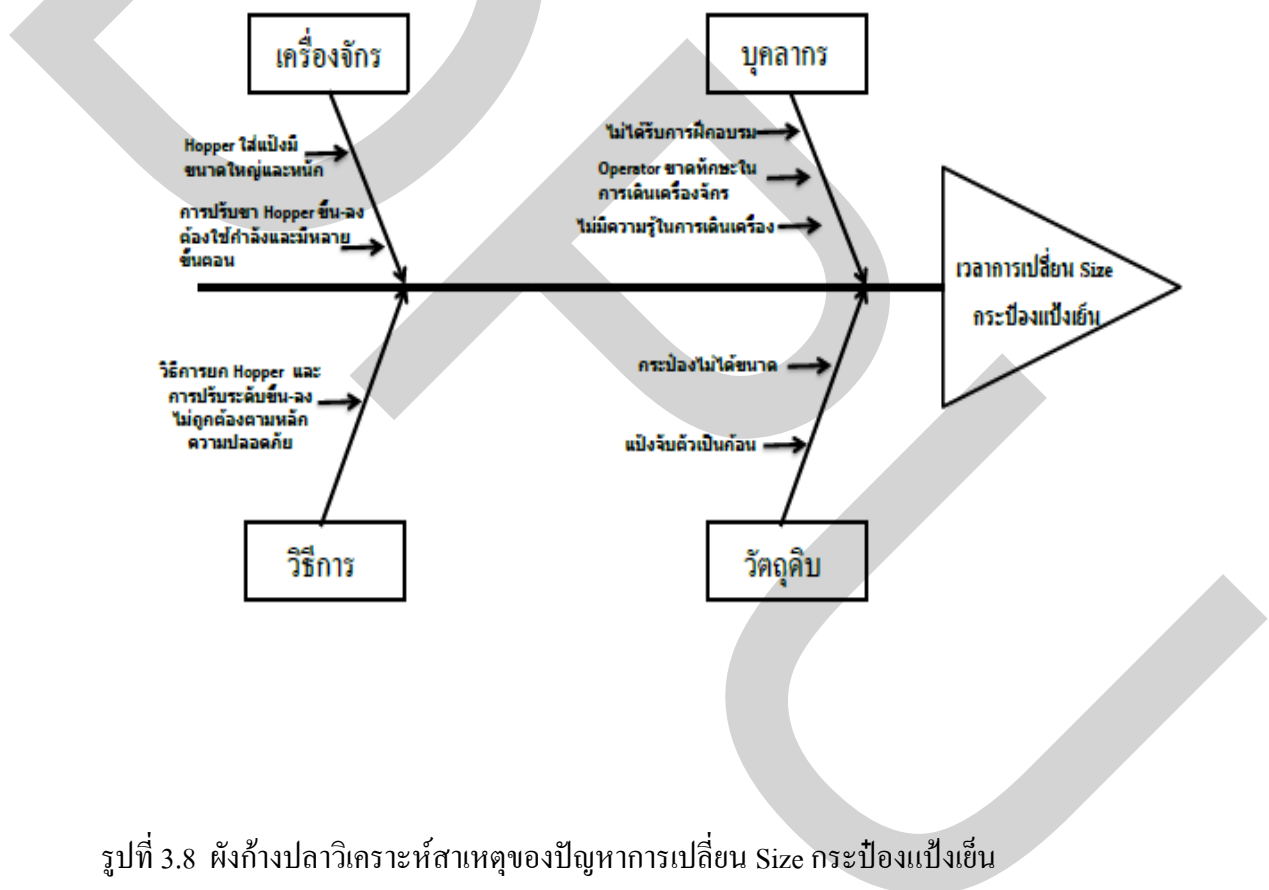 เครื่องจักร
บุคลากร
Hopper ใส่แป้งมี
ขนาดใหญ่และหนัก
การปรับขา Hopper ขึ้น-ลง
ต้องใช้กำลังและมีหลาย
ขั้นตอน
ไม่ได้รับการฝึกอบรม
Operator ขาดทักษะใน
การเดินเครื่องจักร
ไม่มีความรู้ในการเดินเครื่อง
เวลาการเปลี่ยน Size
กระป๋องแป้งเย็น
วิธีการยก Hopper และ
การปรับระดับขึ้น-ลง
ไม่ถูกต้องตามหลัก
ความปลอดภัย
กระป๋องไม่ได้ขนาด
แป้งจับตัวเป็นก้อน
วิธีการ
วัตถุดิบ
รูปที่ 3.8 ผังก้างปลาวิเคราะห์สาเหตุของปัญหาการเปลี่ยน Size กระป๋องแป้งเย็น
DPU